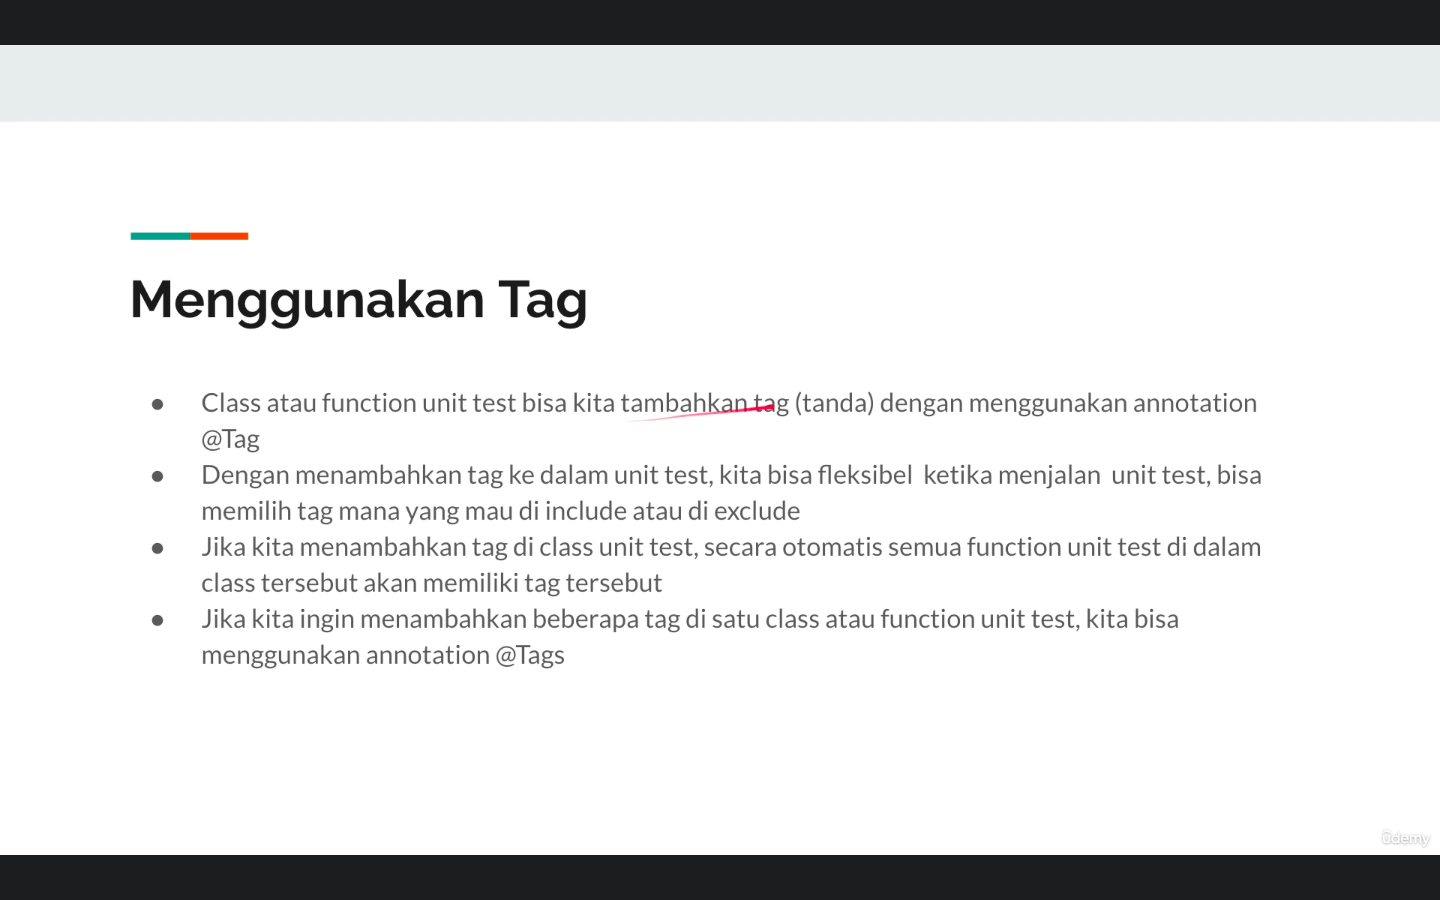 Menggunakan Tag
● Class atau function unit test bisa kita tambahkan tag (tanda) dengan menggunakan annotation
@Tag
● Dengan menambahkan tag ke dalam unit test, kita bisa fleksibel ketika menjalan unit test, bisa
memilih tag mana yang mau di include atau di exclude
● Jika kita menambahkan tag di class unit test, secara otomatis semua function unit test di dalam
class tersebut akan memiliki tag tersebut
● Jika kita ingin menambahkan beberapa tag di satu class atau function unit test, kita bisa
menggunakan annotation @Tags
ûdemy